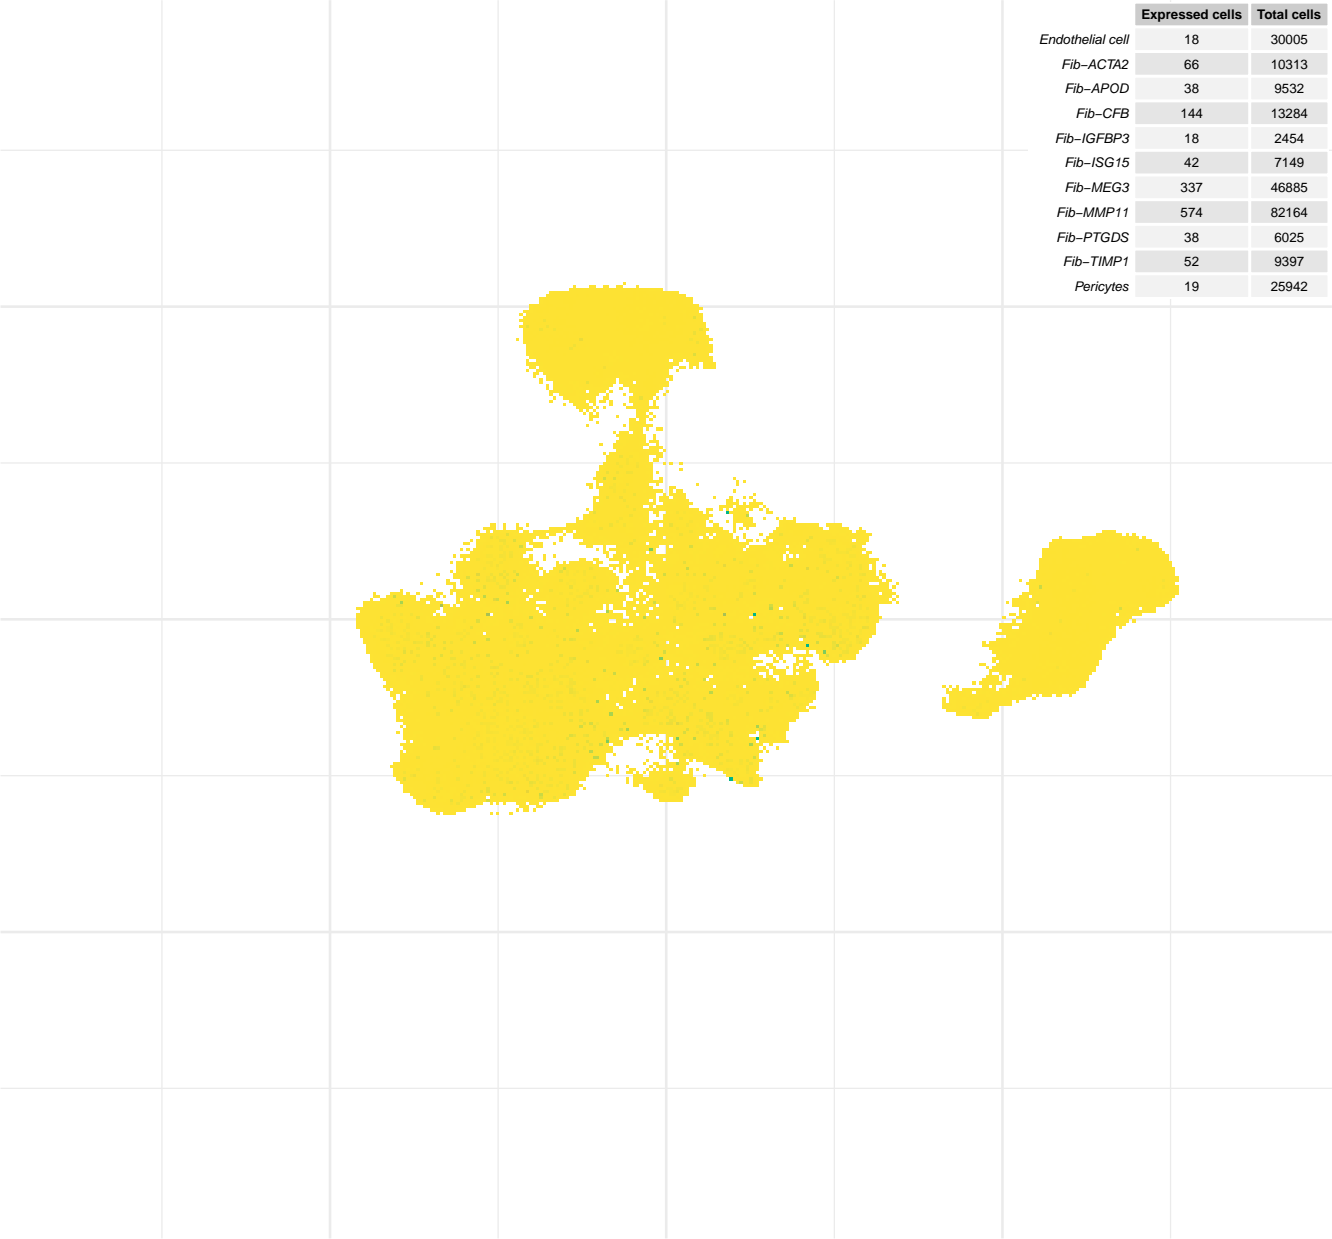 Expressed cells Total cells
Endothelial cell 18 30005
Fib−ACTA2 66 10313
Fib−APOD 38 9532
Fib−CFB 144 13284
Fib−IGFBP3 18 2454
Fib−ISG15 42 7149
Fib−MEG3 337 46885
Fib−MMP11 574 82164
Fib−PTGDS 38 6025
Fib−TIMP1 52 9397
Pericytes 19 25942